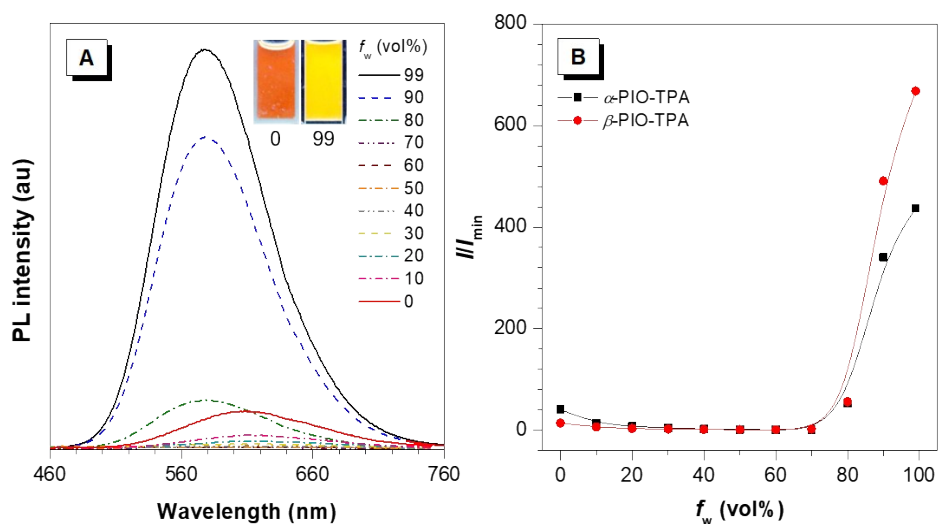 A
f_w (vol%)
99
90
80
70
60
50
40
30
20
10
0
0 99
PL intensity (au)
460 560 660 760
Wavelength (nm)
B
α-PIO-TPA
β-PIO-TPA
800
600
400
200
0
I/I_min
0 20 40 60 80 100
f_w (vol%)